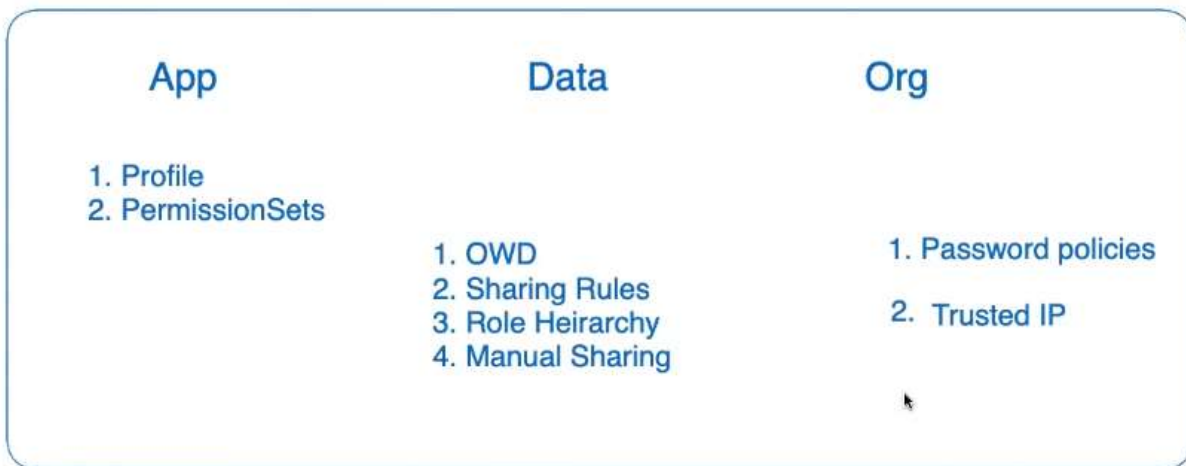 App
Data
Org
1. Profile
2. PermissionSets
1. OWD
2. Sharing Rules
3. Role Heirarchy
4. Manual Sharing
1. Password policies
2. Trusted IP